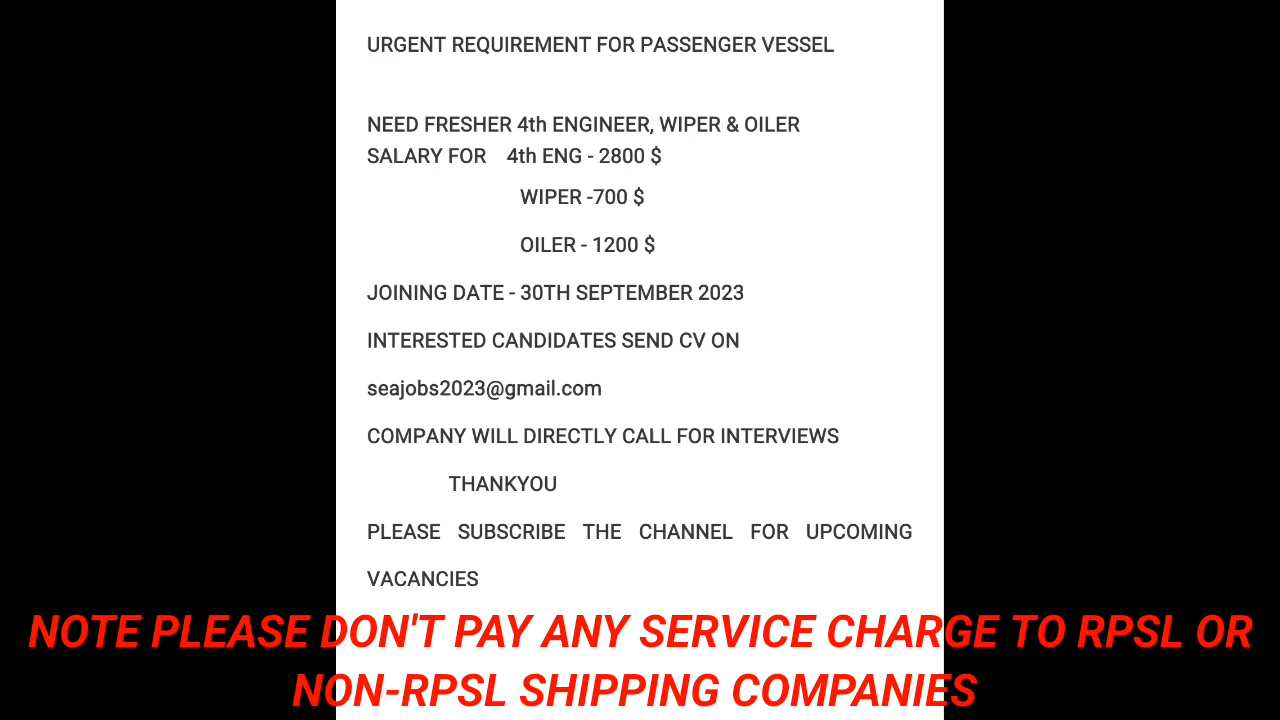 URGENT REQUIREMENT FOR PASSENGER VESSEL
NEED FRESHER 4th ENGINEER, WIPER & OILER
SALARY FOR 4th ENG - 2800 $
WIPER -700 $
OILER - 1200 $
JOINING DATE - 30TH SEPTEMBER 2023
INTERESTED CANDIDATES SEND CV ON
seajobs2023@gmail.com
COMPANY WILL DIRECTLY CALL FOR INTERVIEWS
THANKYOU
PLEASE SUBSCRIBE THE CHANNEL FOR UPCOMING
VACANCIES
NOTE PLEASE DON'T PAY ANY SERVICE CHARGE TO RPSL OR
NON-RPSL SHIPPING COMPANIES